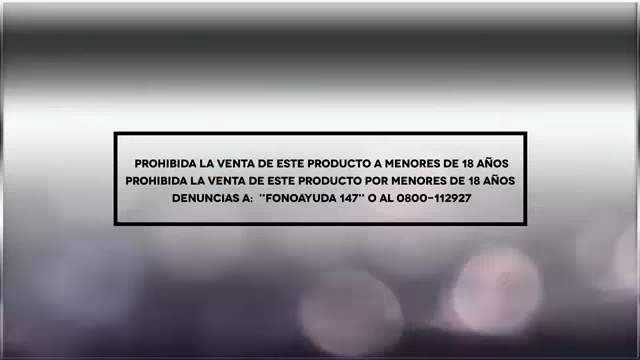 PROHIBIDA LA VENTA DE ESTE PRODUCTO A MENORES DE 18 AÑOS
PROHIBIDA LA VENTA DE ESTE PRODUCTO POR MENORES DE 18 AÑOS
DENUNCIAS A: "FONOAYUDA 147" O AL 0800-112927